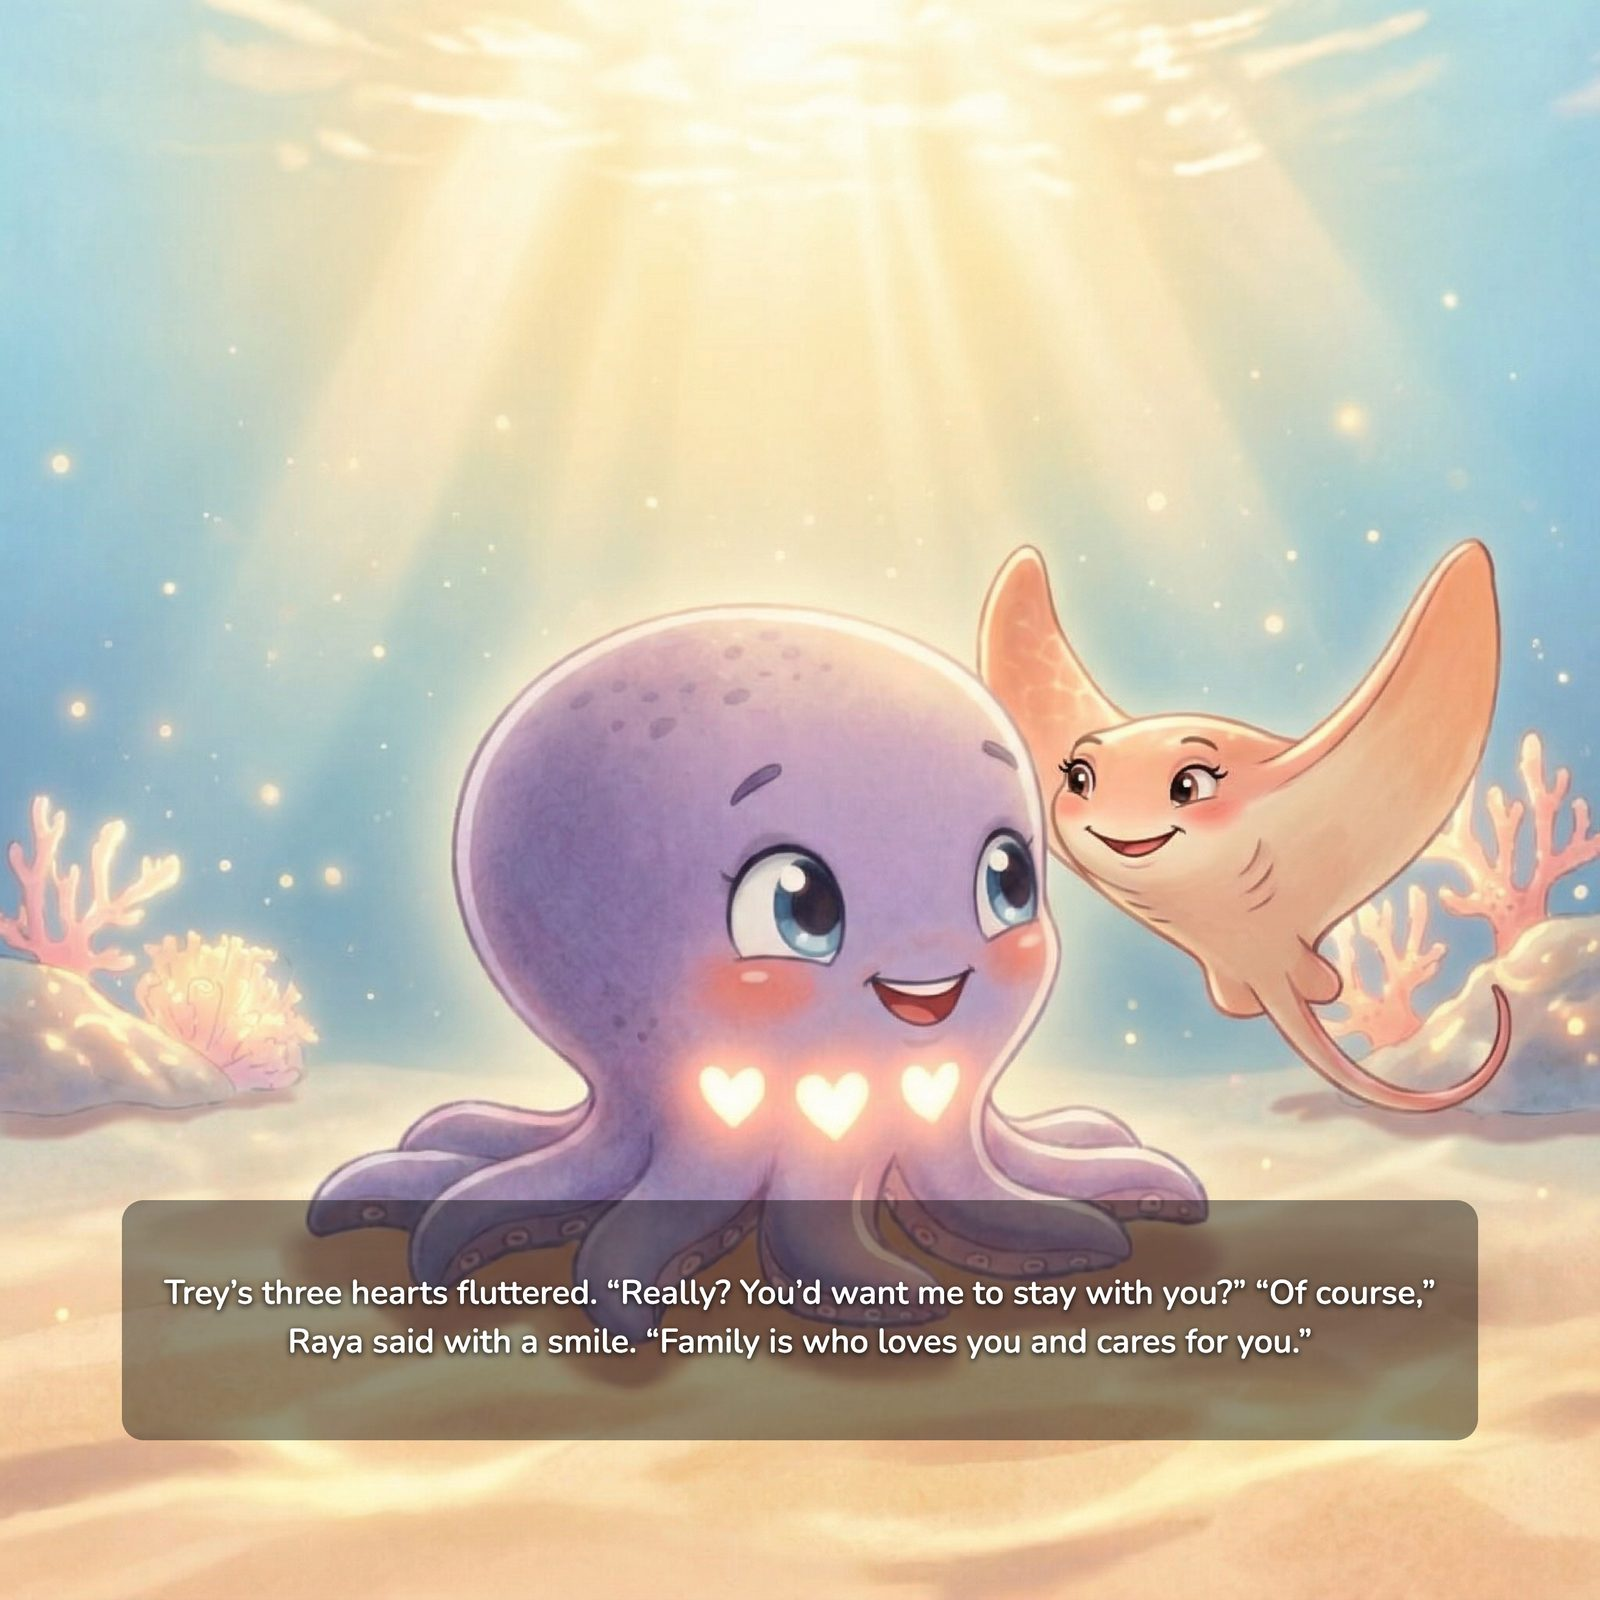 Trey’s three hearts fluttered. “Really? You’d want me to stay with you?” “Of course,”
Raya said with a smile. “Family is who loves you and cares for you.”